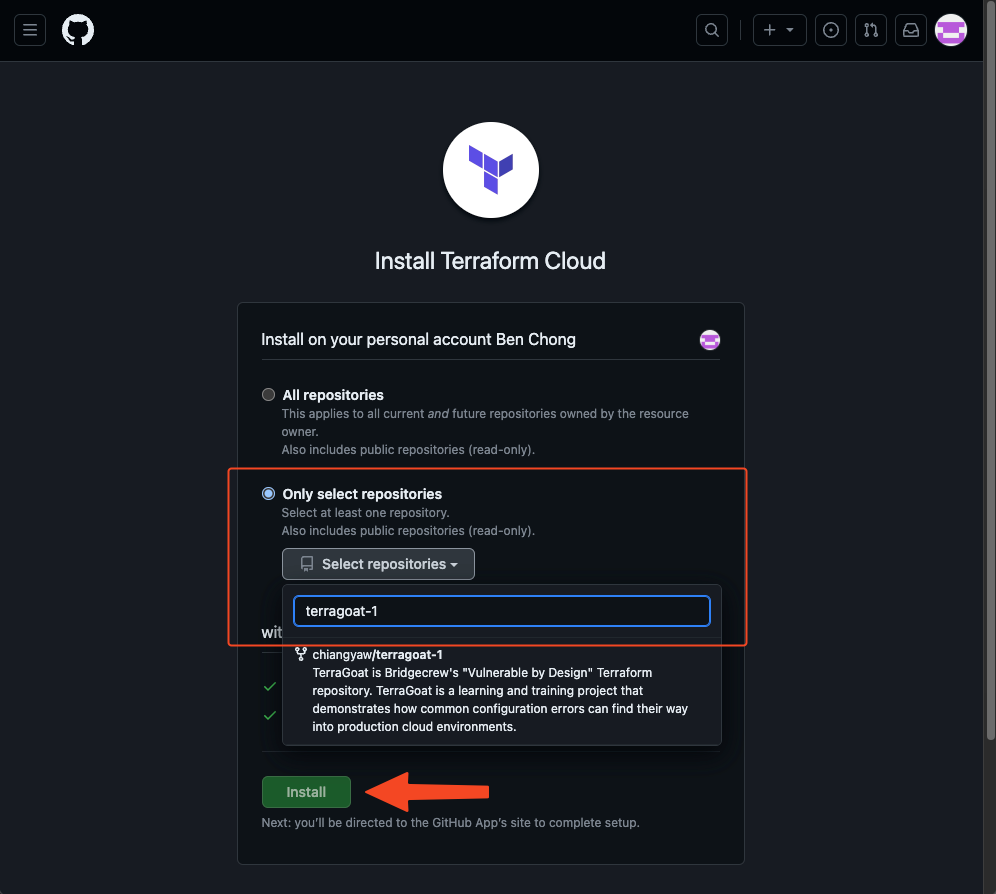 Install Terraform Cloud
Install on your personal account Ben Chong
All repositories
This applies to all current and future repositories owned by the resource
owner.
Also includes public repositories (read-only).
Only select repositories
Select at least one repository.
Also includes public repositories (read-only).
Select repositories
terragoat-1
wit
chiangyaw/terragoat-1
TerraGoat is Bridgecrew's "Vulnerable by Design" Terraform
repository. TerraGoat is a learning and training project that
demonstrates how common configuration errors can find their way
into production cloud environments.
Install
Next: you'll be directed to the GitHub App's site to complete setup.